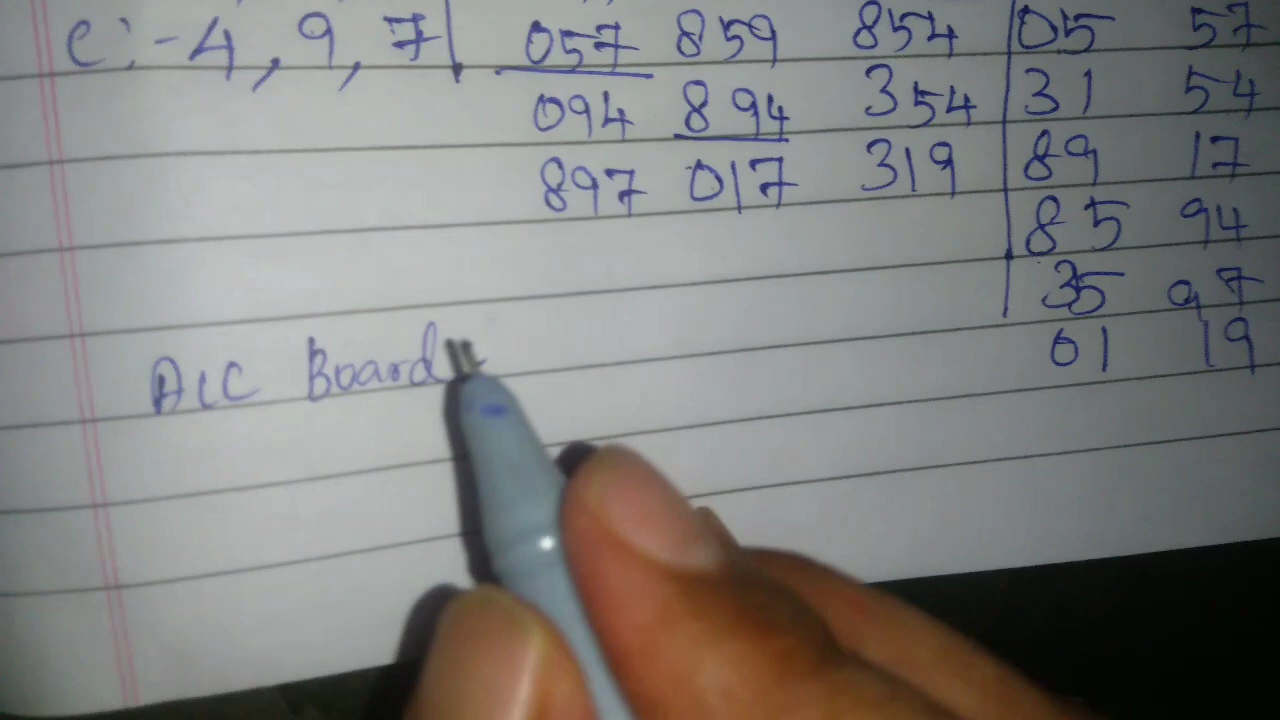 C:-4,9,7 057 859 854 05 57
094 894 354 31 54
897 017 319 89 17
85 94
35 97
01 19
ALC Board